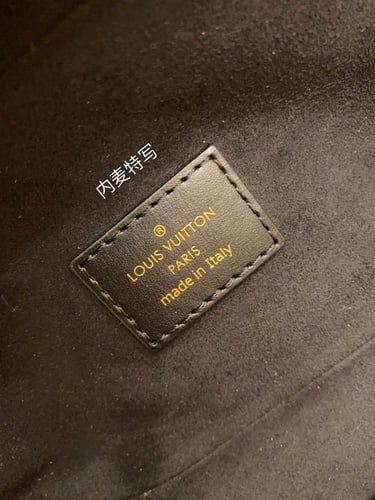 内麦特写
®
LOUIS VUITTON
PARIS
made in Italy